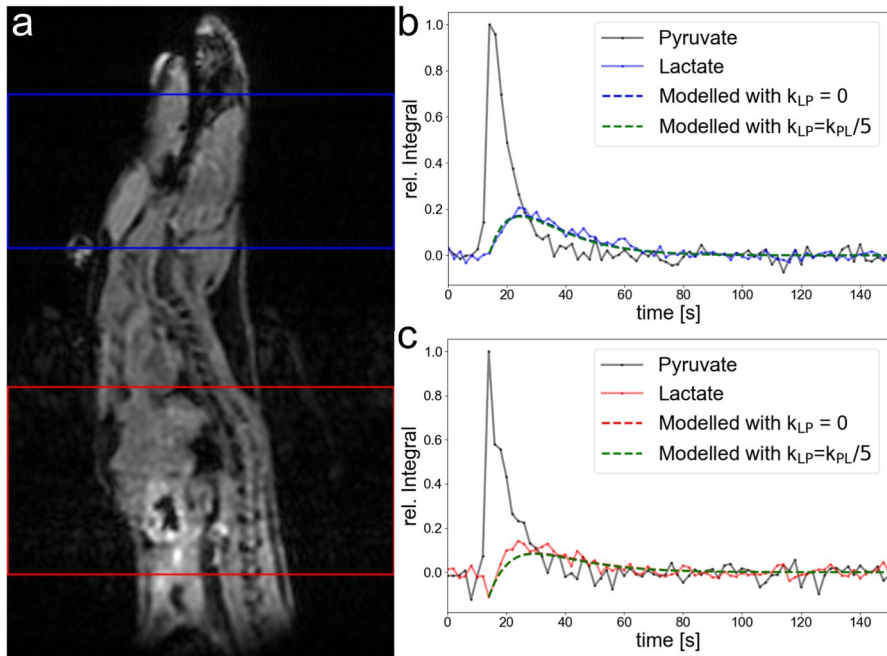 a
b
1.0
0.8
0.6
0.4
0.2
0.0
rel. Integral
Pyruvate
Lactate
Modelled with kLP = 0
Modelled with kLP=kPL/5
0 20 40 60 80 100 120 140
time [s]
c
1.0
0.8
0.6
0.4
0.2
0.0
rel. Integral
Pyruvate
Lactate
Modelled with kLP = 0
Modelled with kLP=kPL/5
0 20 40 60 80 100 120 140
time [s]